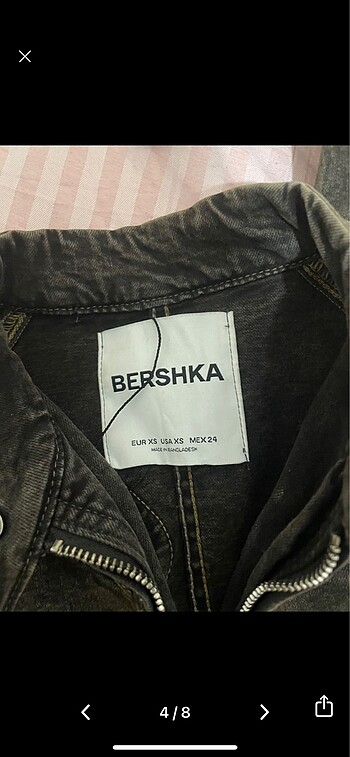 BERSHKA
EUR XS USA XS MEX 24
MADE IN BANGLADESH
4/8